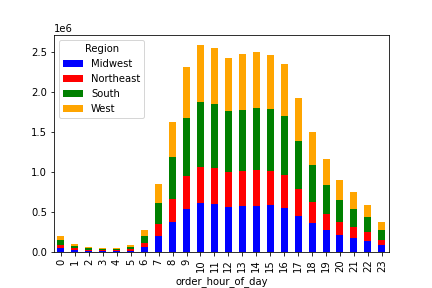 1e6
2.5
2.0
1.5
1.0
0.5
0.0
Region
Midwest
Northeast
South
West
0 1 2 3 4 5 6 7 8 9 10 11 12 13 14 15 16 17 18 19 20 21 22 23
order_hour_of_day